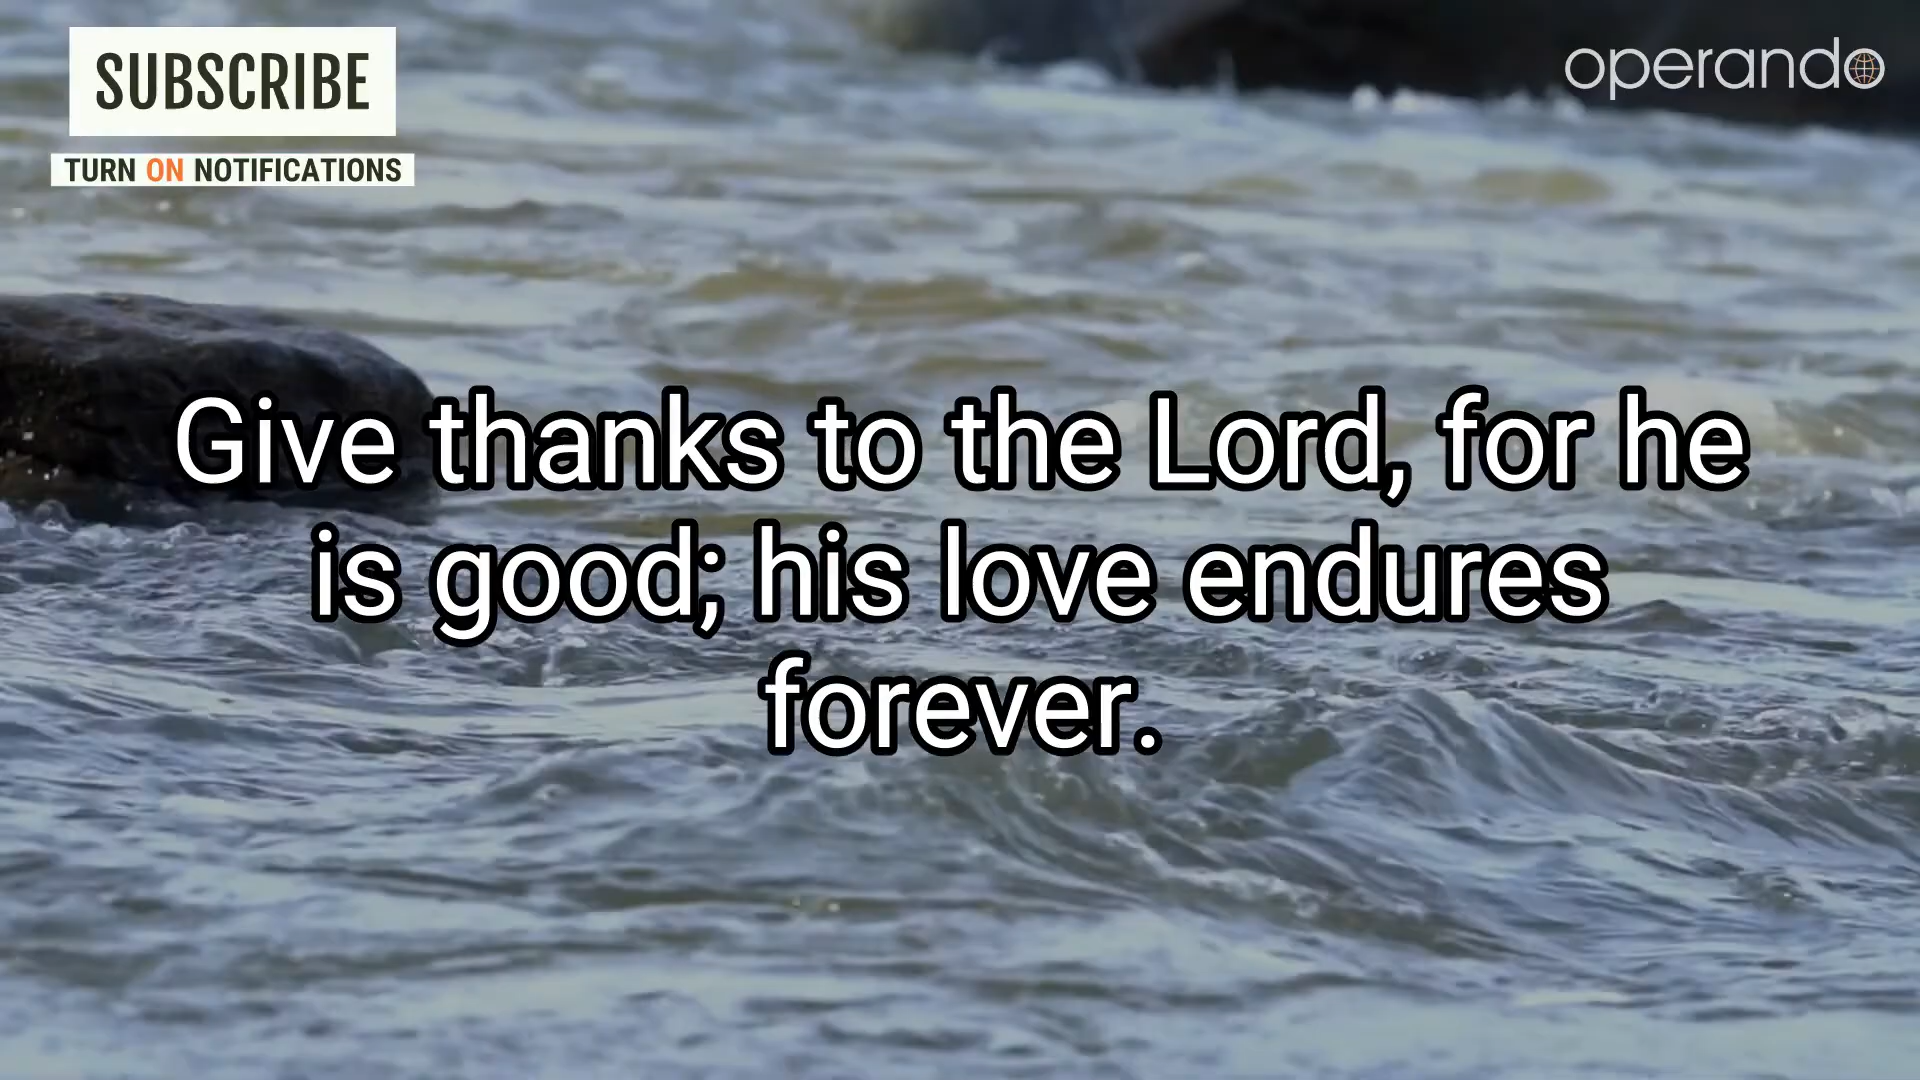 SUBSCRIBE
TURN ON NOTIFICATIONS
operando
Give thanks to the Lord, for he
is good; his love endures
forever.